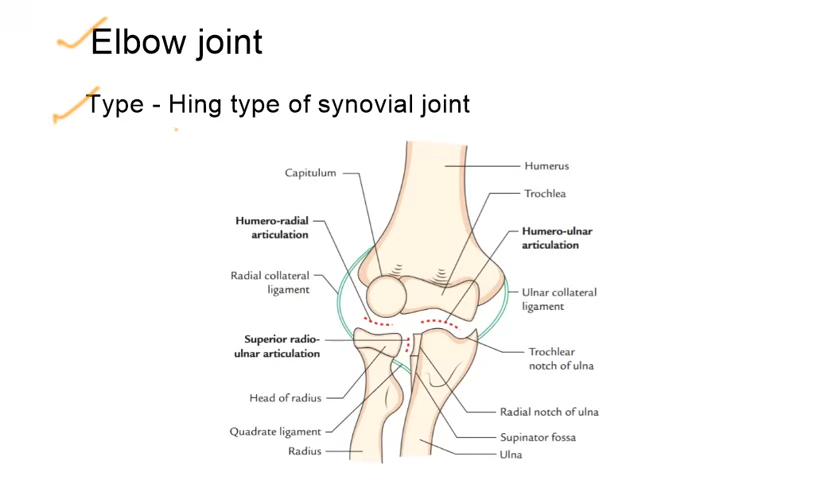 Elbow joint
Type - Hing type of synovial joint
Capitulum
Humerus
Trochlea
Humero-radial
articulation
Humero-ulnar
articulation
Radial collateral
ligament
Ulnar collateral
ligament
Superior radio-
ulnar articulation
Trochlear
notch of ulna
Head of radius
Radial notch of ulna
Quadrate ligament
Supinator fossa
Radius
Ulna